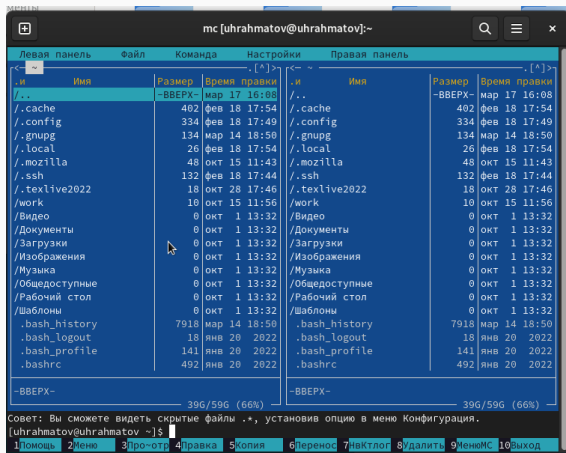 mc [uhrahmatov@uhrahmatov]:~
Левая панель Файл Команда Настройки Правая панель
<— ~ .[^]> <— ~ .[^]>
.и Имя Размер Время правки .и Имя Размер Время правки
/.. -ВВЕРХ- мар 17 16:08 /.. -ВВЕРХ- мар 17 16:08
/.cache 402 фев 18 17:54 /.cache 402 фев 18 17:54
/.config 334 фев 18 17:49 /.config 334 фев 18 17:49
/.gnupg 134 мар 14 18:50 /.gnupg 134 мар 14 18:50
/.local 26 фев 18 17:54 /.local 26 фев 18 17:54
/.mozilla 48 окт 15 11:43 /.mozilla 48 окт 15 11:43
/.ssh 132 фев 18 17:44 /.ssh 132 фев 18 17:44
/.texlive2022 18 окт 28 17:46 /.texlive2022 18 окт 28 17:46
/work 10 окт 15 11:56 /work 10 окт 15 11:56
/Видео 0 окт 1 13:32 /Видео 0 окт 1 13:32
/Документы 0 окт 1 13:32 /Документы 0 окт 1 13:32
/Загрузки 0 окт 1 13:32 /Загрузки 0 окт 1 13:32
/Изображения 0 окт 1 13:32 /Изображения 0 окт 1 13:32
/Музыка 0 окт 1 13:32 /Музыка 0 окт 1 13:32
/Общедоступные 0 окт 1 13:32 /Общедоступные 0 окт 1 13:32
/Рабочий стол 0 окт 1 13:32 /Рабочий стол 0 окт 1 13:32
/Шаблоны 0 окт 1 13:32 /Шаблоны 0 окт 1 13:32
.bash_history 7918 мар 14 18:50 .bash_history 7918 мар 14 18:50
.bash_logout 18 янв 20 2022 .bash_logout 18 янв 20 2022
.bash_profile 141 янв 20 2022 .bash_profile 141 янв 20 2022
.bashrc 492 янв 20 2022 .bashrc 492 янв 20 2022
-ВВЕРХ- -ВВЕРХ-
39G/59G (66%) 39G/59G (66%)
Совет: Вы сможете видеть скрытые файлы .*, установив опцию в меню Конфигурация.
[uhrahmatov@uhrahmatov ~]$
1Помощь 2Меню 3Про~отр 4Правка 5Копия 6Перенос 7НвКтлог 8Удалить 9МенюМС 10Выход